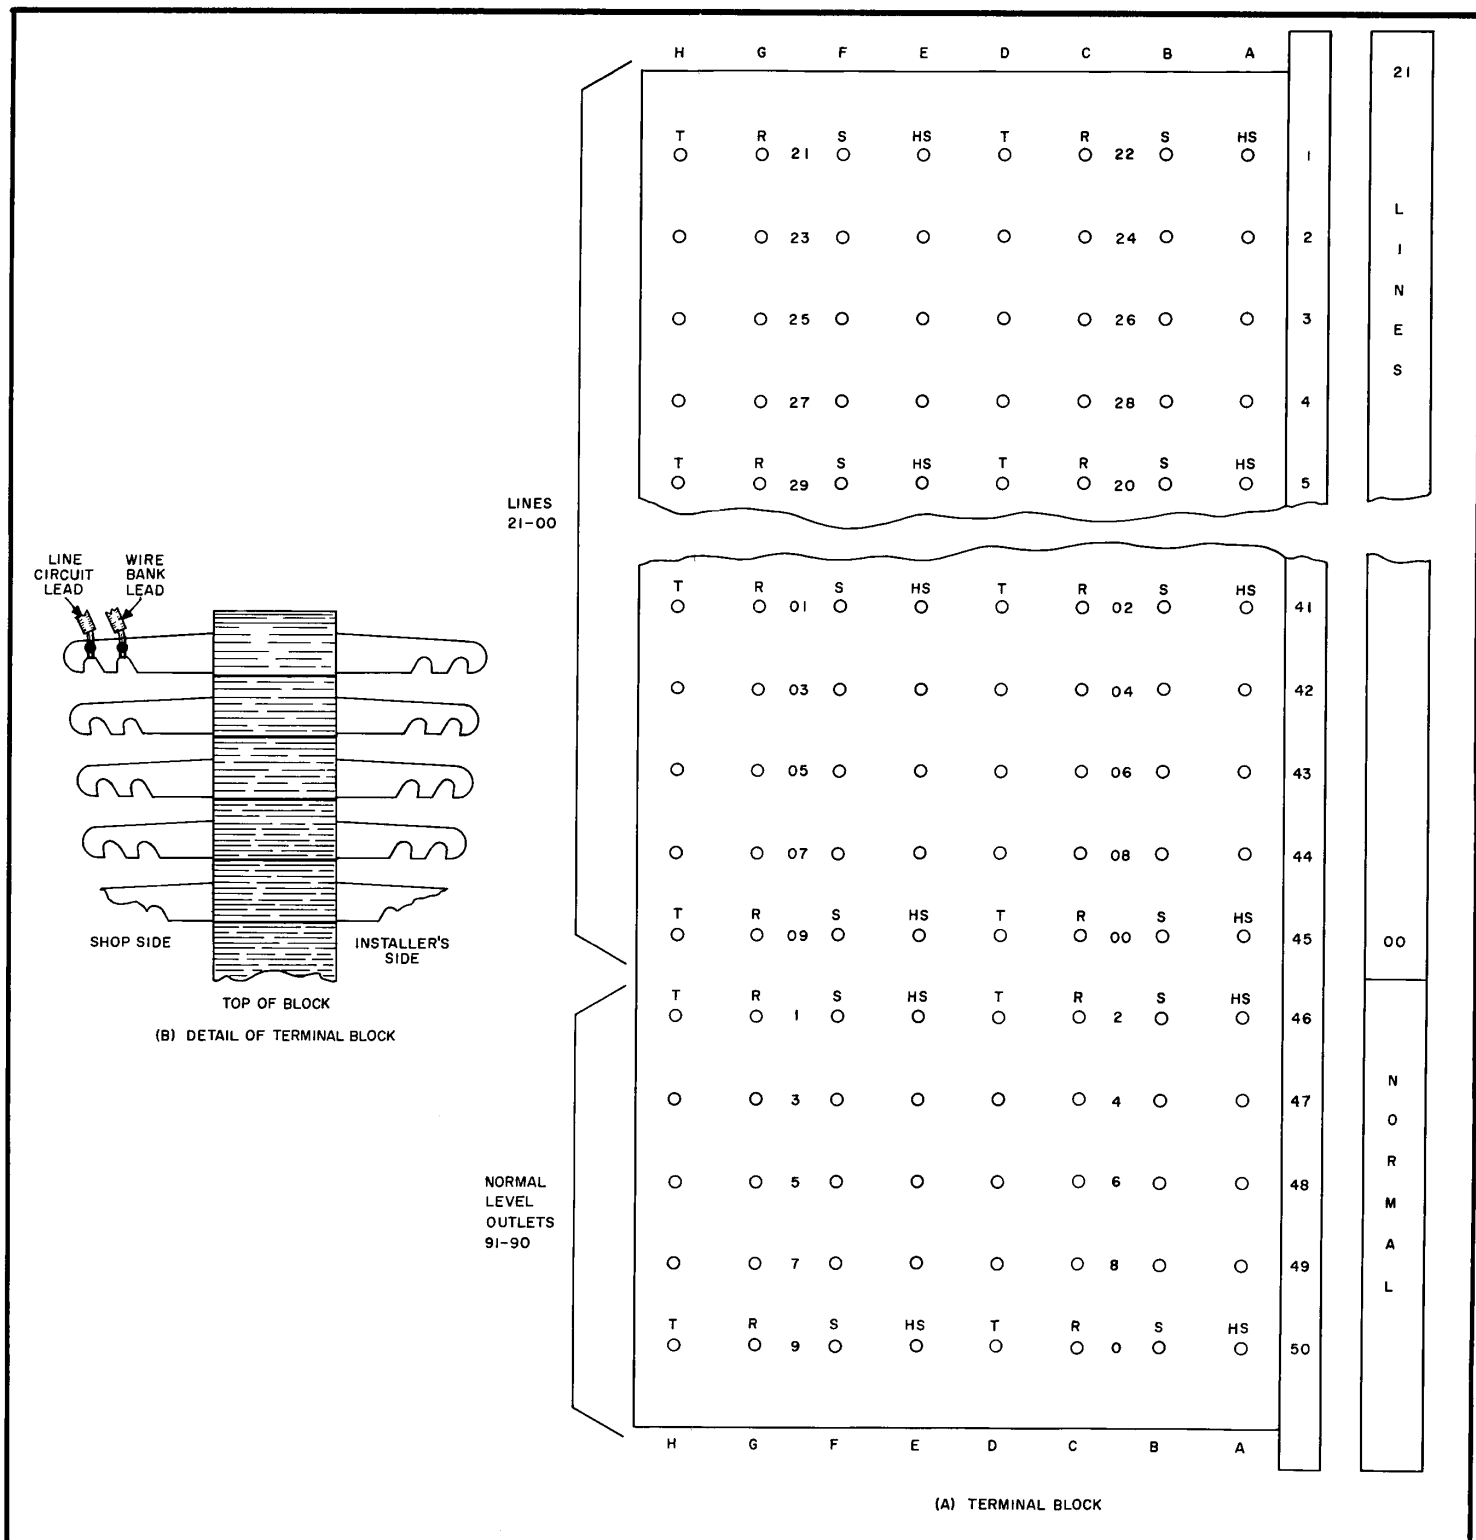 H G F E D C B A
21
T R S HS T R S HS
21 22 1
LINES
23 24 2
25 26 3
27 28 4
T R S HS T R S HS
29 20 5
LINES
21-00
T R S HS T R S HS
01 02 41
03 04 42
05 06 43
07 08 44
T R S HS T R S HS
09 00 45
00
T R S HS T R S HS
1 2 46
NORMAL
3 4 47
5 6 48
7 8 49
T R S HS T R S HS
9 0 50
NORMAL
LEVEL
OUTLETS
91-90
H G F E D C B A
(A) TERMINAL BLOCK
LINE
CIRCUIT
LEAD
WIRE
BANK
LEAD
SHOP SIDE
INSTALLER'S
SIDE
TOP OF BLOCK
(B) DETAIL OF TERMINAL BLOCK